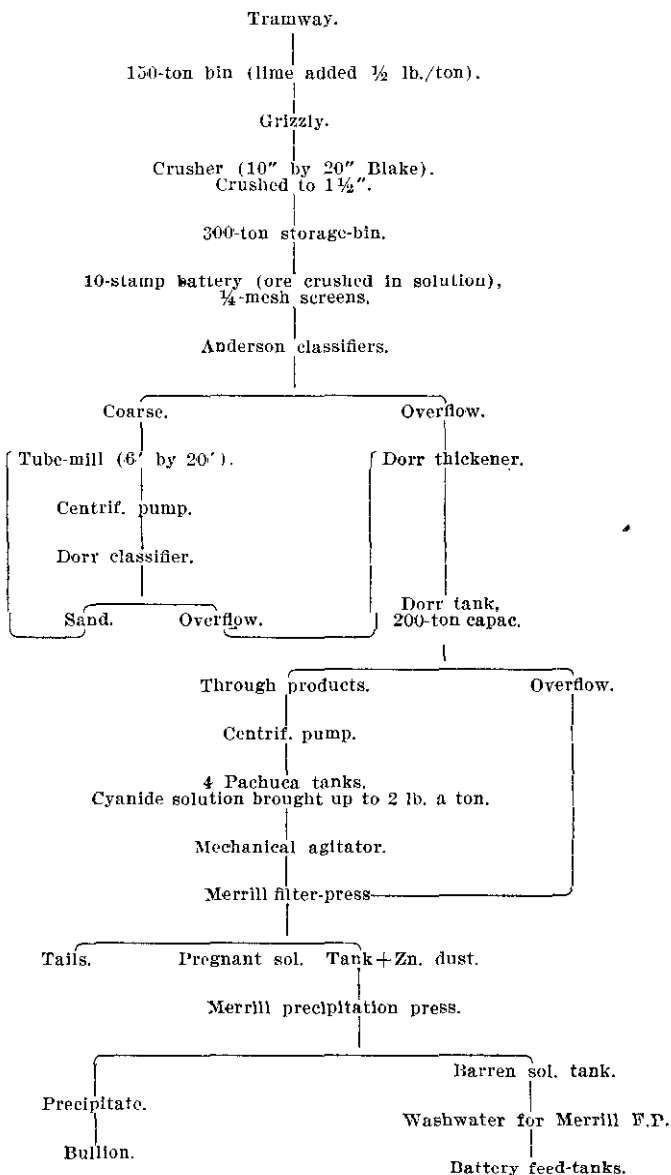 Tramway.
150-ton bin (lime added ½ lb./ton).
Grizzly.
Crusher (10″ by 20″ Blake).
Crushed to 1½″.
300-ton storage-bin.
10-stamp battery (ore crushed in solution),
¼-mesh screens.
Anderson classifiers.
Coarse. Overflow.
Tube-mill (6′ by 20′). Dorr thickener.
Centrif. pump.
Dorr classifier.
Sand. Overflow. Dorr tank,
200-ton capac.
Through products. Overflow.
Centrif. pump.
4 Pachuca tanks.
Cyanide solution brought up to 2 lb. a ton.
Mechanical agitator.
Merrill filter-press
Tails. Pregnant sol. Tank+Zn. dust.
Merrill precipitation press.
Barren sol. tank.
Precipitate.
Washwater for Merrill F.P.
Bullion.
Battery feed-tanks.